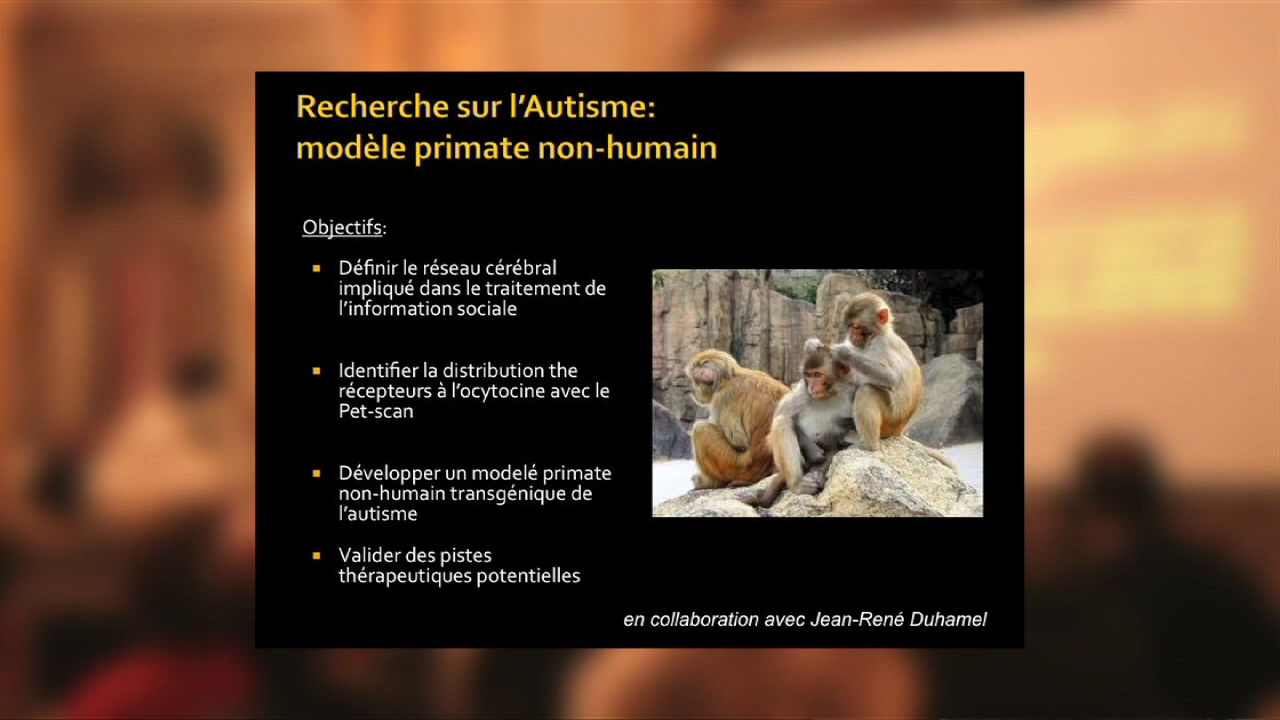 Recherche sur l'Autisme:
modèle primate non-humain
Objectifs:
▪ Définir le réseau cérébral
impliqué dans le traitement de
l'information sociale
▪ Identifier la distribution the
récepteurs à l'ocytocine avec le
Pet-scan
▪ Développer un modelé primate
non-humain transgénique de
l'autisme
▪ Valider des pistes
thérapeutiques potentielles
en collaboration avec Jean-René Duhamel